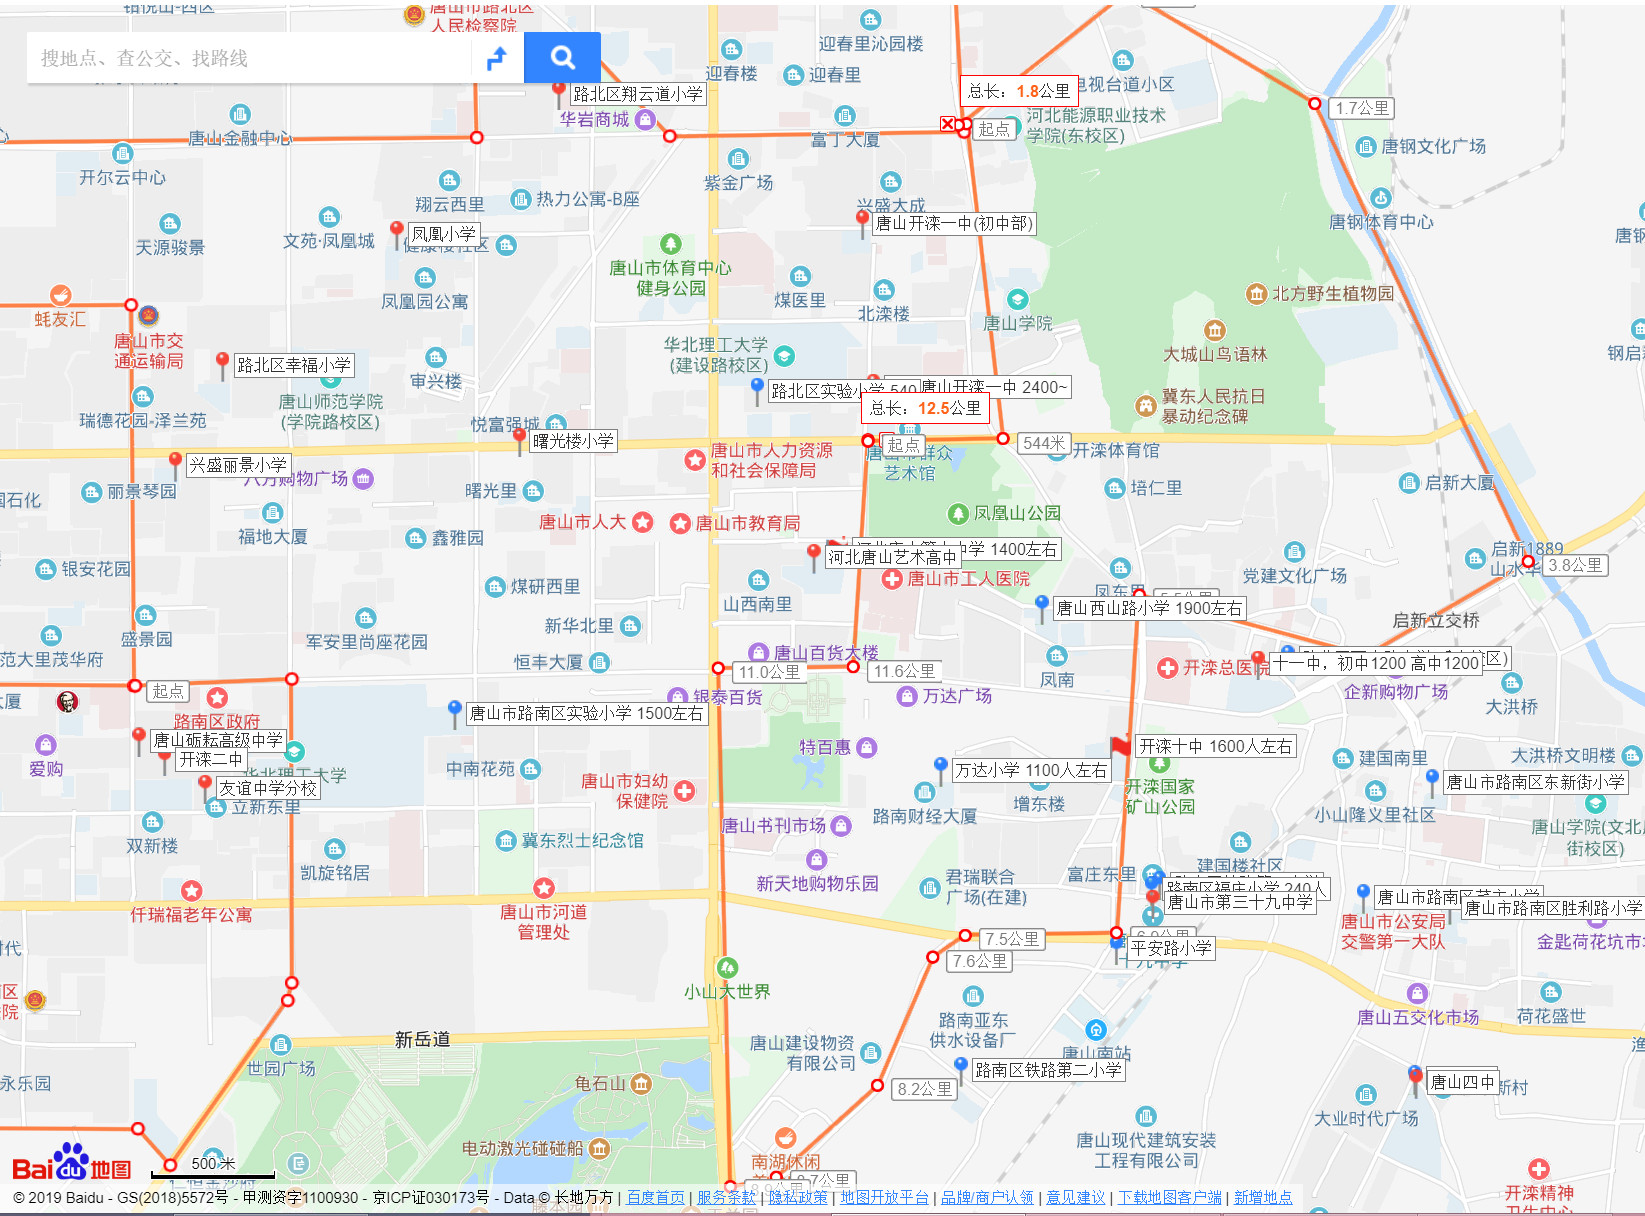 锦悦山-四区
唐山市路北区
人民检察院
搜地点、查公交、找路线
迎春里沁园楼
迎春楼
迎春里
电视台道小区
总长：1.8公里
路北区翔云道小学
华岩商城
富丁大厦
起点
河北能源职业技术
学院(东校区)
1.7公里
唐山金融中心
开尔云中心
紫金广场
唐钢文化广场
翔云西里
热力公寓-B座
兴盛大成
唐山开滦一中(初中部)
唐钢体育中心
文苑·凤凰城
凤凰小学
天源骏景
唐山市体育中心
健身公园
凤凰园公寓
煤医里
北滦楼
北方野生植物园
蚝友汇
唐山市交
通运输局
唐山学院
华北理工大学
(建设路校区)
大城山鸟语林
路北区幸福小学
审兴楼
路北区实验小学 540
唐山开滦一中 2400~
唐山师范学院
(学院路校区)
瑞德花园-泽兰苑
总长：12.5公里
冀东人民抗日
暴动纪念碑
悦富强城
曙光楼小学
起点
544米
唐山市人力资源
和社会保障局
唐山市群众
艺术馆
开滦体育馆
兴盛丽景小学
八方购物广场
丽景琴园
国石化
曙光里
培仁里
启新大厦
福地大厦
鑫雅园
唐山市人大
唐山市教育局
凤凰山公园
河北唐山艺术高中
中学 1400左右
启新1889
山水华
3.8公里
银安花园
煤研西里
山西南里
唐山市工人医院
凤东里
党建文化广场
唐山西山路小学 1900左右
启新立交桥
盛景园
军安里尚座花园
新华北里
范大里茂华府
恒丰大厦
唐山百货大楼
11.0公里
11.6公里
凤南
开滦总医院
十一中，初中1200 高中1200
企新购物广场
大洪桥
起点
路南区政府
银泰百货
万达广场
唐山市路南区实验小学 1500左右
唐山砺耘高级中学
开滦二中
华北理工大学
友谊中学分校
立新东里
爱购
特百惠
开滦十中 1600人左右
建国南里
大洪桥文明楼
中南花苑
唐山市妇幼
保健院
万达小学 1100人左右
增东楼
开滦国家
矿山公园
唐山市路南区东新街小学
小山隆义里社区
路南财经大厦
唐山书刊市场
唐山学院(文北
街校区)
双新楼
冀东烈士纪念馆
凯旋铭居
新天地购物乐园
君瑞联合
广场(在建)
富庄东里
建国楼社区
路南区福庄小学 240人
唐山市第三十九中学
仟瑞福老年公寓
唐山市河道
管理处
唐山市公安局
交警第一大队
唐山市路南区胜利路小学
金匙荷花坑市
7.5公里
7.6公里
平安路小学
小山大世界
唐山五交化市场
荷花盛世
路南亚东
供水设备厂
新岳道
世园广场
唐山建设物资
有限公司
唐山南站
路南区铁路第二小学
永乐园
龟石山
8.2公里
唐山四中
新村
大业时代广场
电动激光碰碰船
南湖休闲
唐山现代建筑安装
工程有限公司
Bai du 地图
500 米
开滦精神
卫生中心
© 2019 Baidu - GS(2018)5572号 - 甲测资字1100930 - 京ICP证030173号 - Data © 长地万方 | 百度首页 | 服务条款 | 隐私政策 | 地图开放平台 | 品牌/商户认领 | 意见建议 | 下载地图客户端 | 新增地点